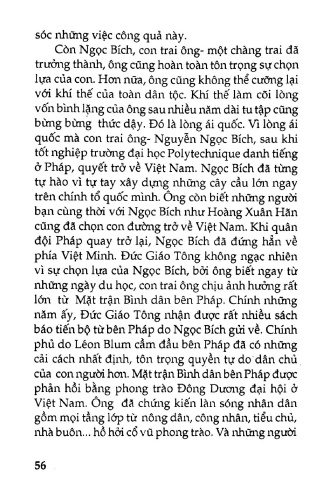 sóc những việc công quả này.
Còn Ngọc Bích, con trai ông- một chàng trai đã
trưởng thành, ông cũng hoàn toàn tôn trọng sự chọn
lựa của con. Hơn nữa, ông cũng không thể cưỡng lại
với khí thế của toàn dân tộc. Khí thế làm cõi lòng
vốn bình lặng của ông sau nhiều năm dài tu tập cũng
bừng bừng thức dậy. Đó là lòng ái quốc. Vì lòng ái
quốc mà con trai ông- Nguyễn Ngọc Bích, sau khi
tốt nghiệp trường đại học Polytechnique danh tiếng
ở Pháp, quyết trở về Việt Nam. Ngọc Bích đã từng
tự hào vì tự tay xây dựng những cây cầu lớn ngay
trên chính tổ quốc mình. Ông còn biết những người
bạn cùng thời với Ngọc Bích như Hoàng Xuân Hãn
cũng đã chọn con đường trở về Việt Nam. Khi quân
đội Pháp quay trở lại, Ngọc Bích đã đứng hẳn về
phía Việt Minh. Đức Giáo Tông không ngạc nhiên
vì sự chọn lựa của Ngọc Bích, bởi ông biết ngay từ
những ngày du học, con trai ông chịu ảnh hưởng rất
lớn từ Mặt trận Bình dân bên Pháp. Chính những
năm ấy, Đức Giáo Tông nhận được rất nhiều sách
báo tiến bộ từ bên Pháp do Ngọc Bích gửi về. Chính
phủ do Léon Blum cầm đầu bên Pháp đã có những
cải cách nhất định, tôn trọng quyền tự do dân chủ
của con người hơn. Mặt trận Bình dân bên Pháp được
phản hồi bằng phong trào Đông Dương đại hội ở
Việt Nam. Ông đã chứng kiến làn sóng nhân dân
gồm mọi tầng lớp từ nông dân, công nhân, tiểu chủ,
nhà buôn... hồ hởi cổ vũ phong trào. Và những người
56